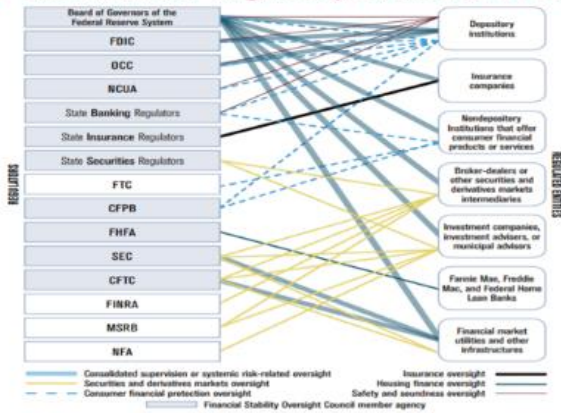 Board of Governors of the
Federal Reserve System
FDIC
OCC
NCUA
State Banking Regulators
State Insurance Regulators
State Securities Regulators
FTC
CFPB
FHFA
SEC
CFTC
FINRA
MSRB
NFA
REGULATORS
Depository
institutions
Insurance
companies
Nondepository
Institutions that offer
consumer financial
products or services
Broker-dealers or
other securities and
derivatives markets
intermediaries
Investment companies,
investment advisers, or
municipal advisors
Fannie Mae, Freddie
Mac, and Federal Home
Loan Banks
Financial market
utilities and other
infrastructures
REGULATED ENTITIES
Consolidated supervision or systemic risk-related oversight
Securities and derivatives markets oversight
Consumer financial protection oversight
Insurance oversight
Housing finance oversight
Safety and soundness oversight
Financial Stability Oversight Council member agency